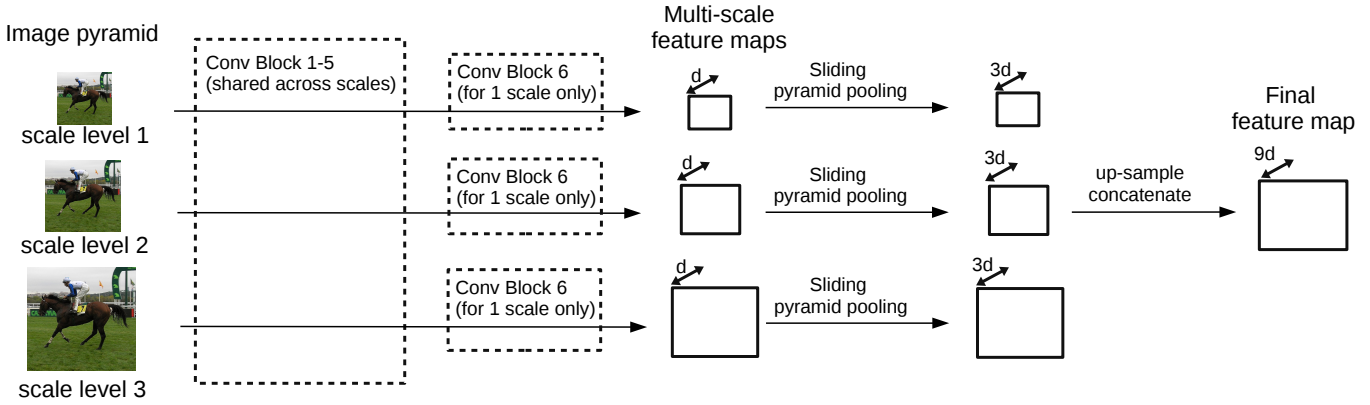 Image pyramid
scale level 1
scale level 2
scale level 3
Conv Block 1-5
(shared across scales)
Conv Block 6
(for 1 scale only)
Conv Block 6
(for 1 scale only)
Conv Block 6
(for 1 scale only)
Multi-scale
feature maps
d
d
d
Sliding
pyramid pooling
Sliding
pyramid pooling
Sliding
pyramid pooling
3d
3d
3d
up-sample
concatenate
Final
feature map
9d